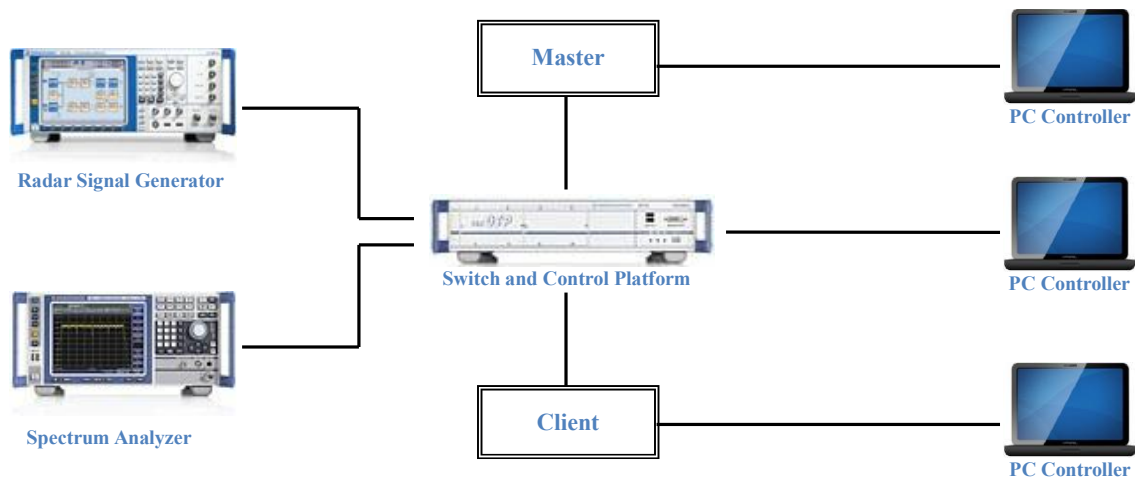 Master
PC Controller
Radar Signal Generator
Switch and Control Platform
PC Controller
Spectrum Analyzer
Client
PC Controller